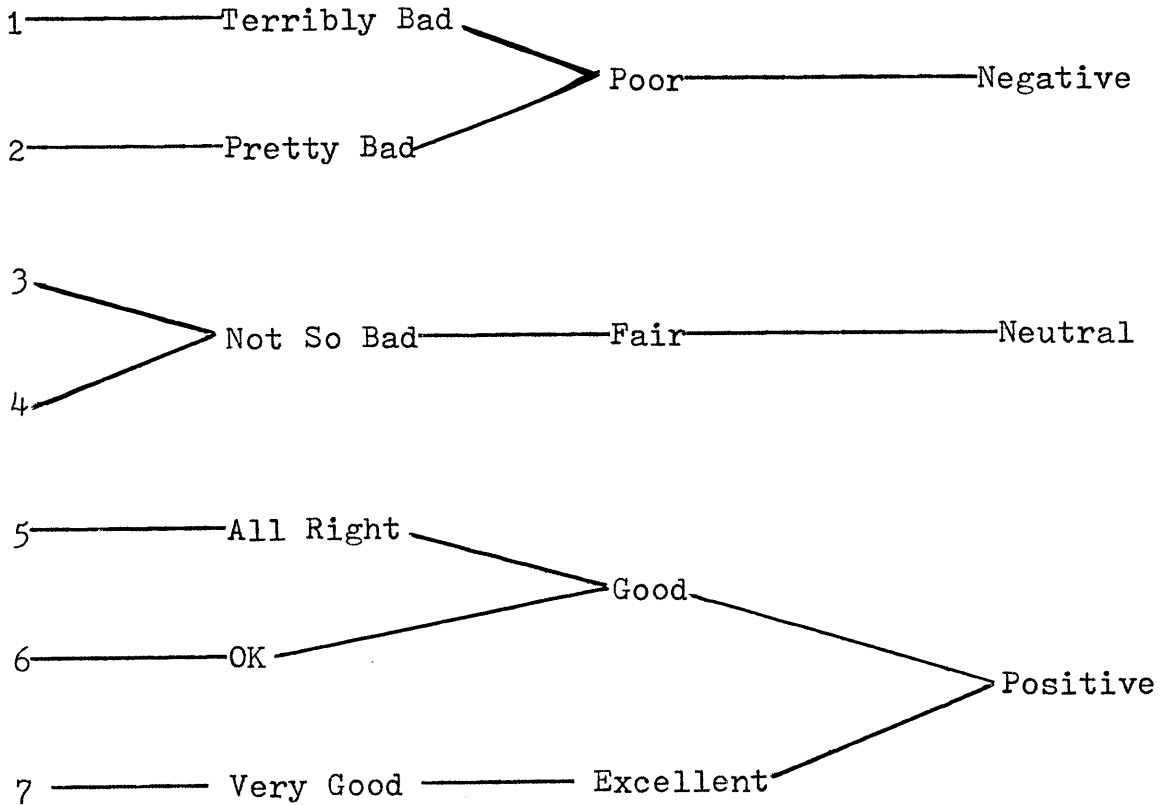 1 Terribly Bad
Poor Negative
2 Pretty Bad
3
Not So Bad Fair Neutral
4
5 All Right
Good
6 OK
Positive
7 Very Good Excellent